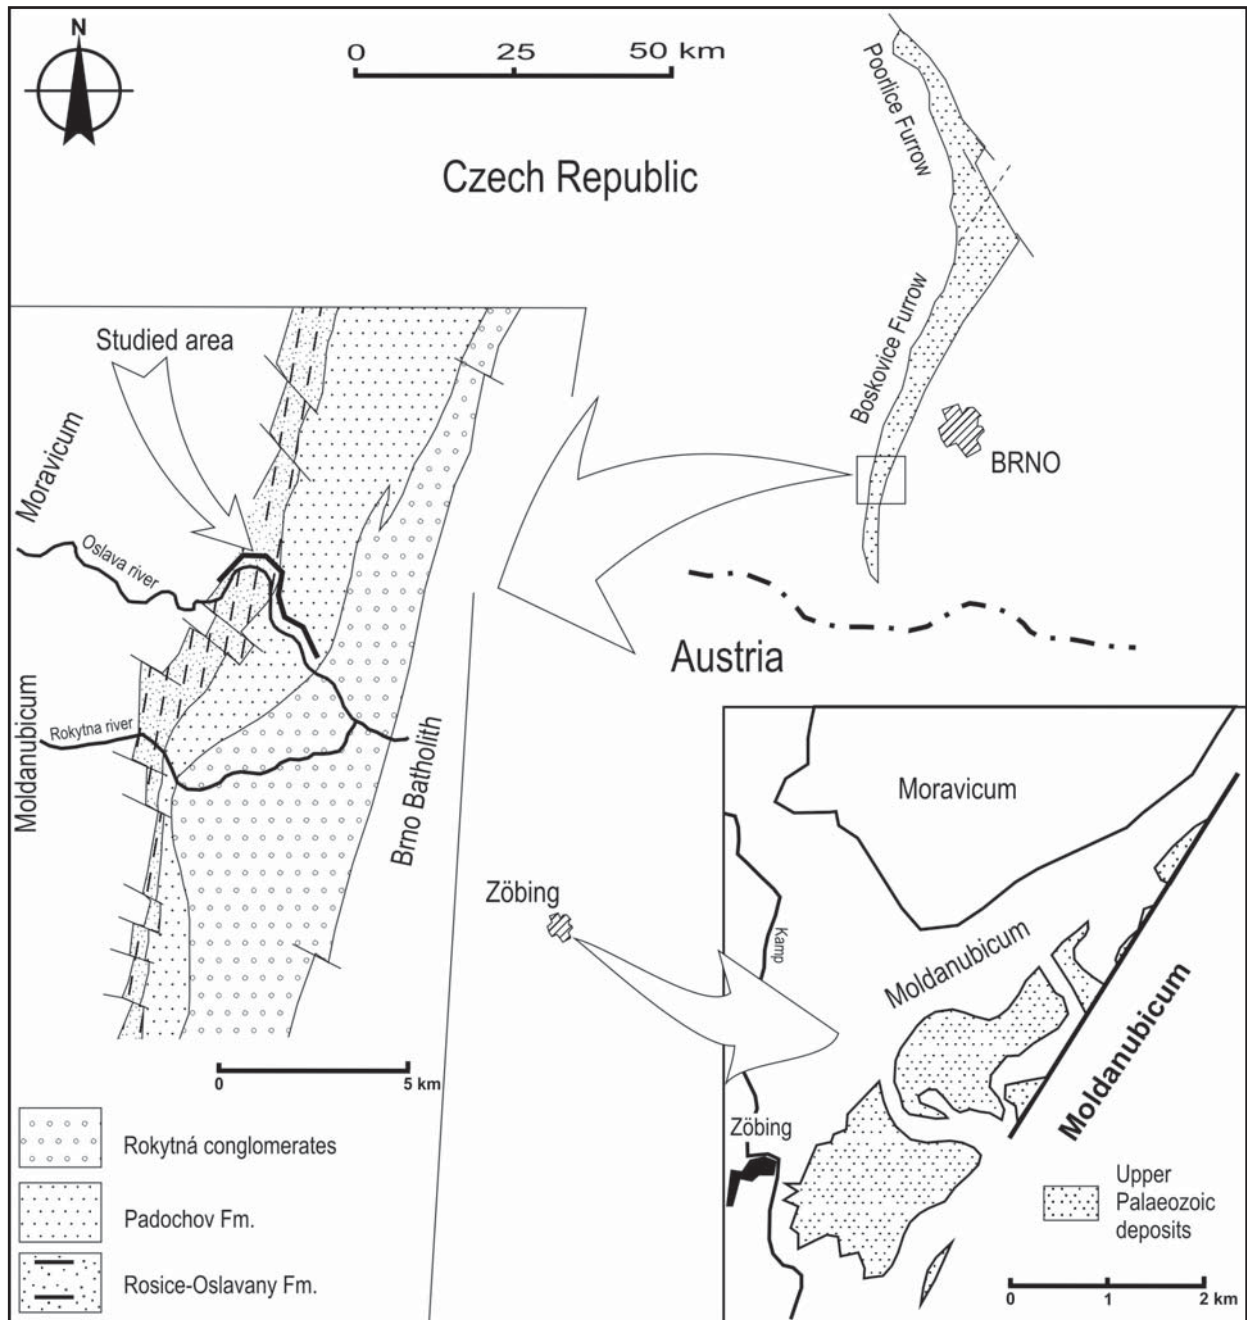 N
0 25 50 km
Czech Republic
Poorlice Furrow
Boskovice Furrow
BRNO
Austria
Studied area
Moravicum
Oslava river
Moldanubicum
Rokytna river
Brno Batholith
0 5 km
Rokytná conglomerates
Padochov Fm.
Rosice-Oslavany Fm.
Zöbing
Moravicum
Kamp
Moldanubicum
Moldanubicum
Zöbing
Upper
Palaeozoic
deposits
0 1 2 km